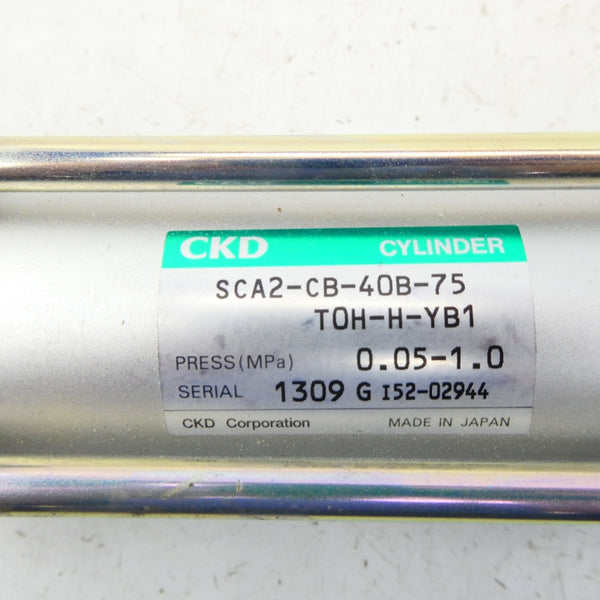 CKD CYLINDER
SCA2-CB-40B-75
TOH-H-YB1
PRESS(MPa) 0.05-1.0
SERIAL 1309 G I52-02944
CKD Corporation MADE IN JAPAN